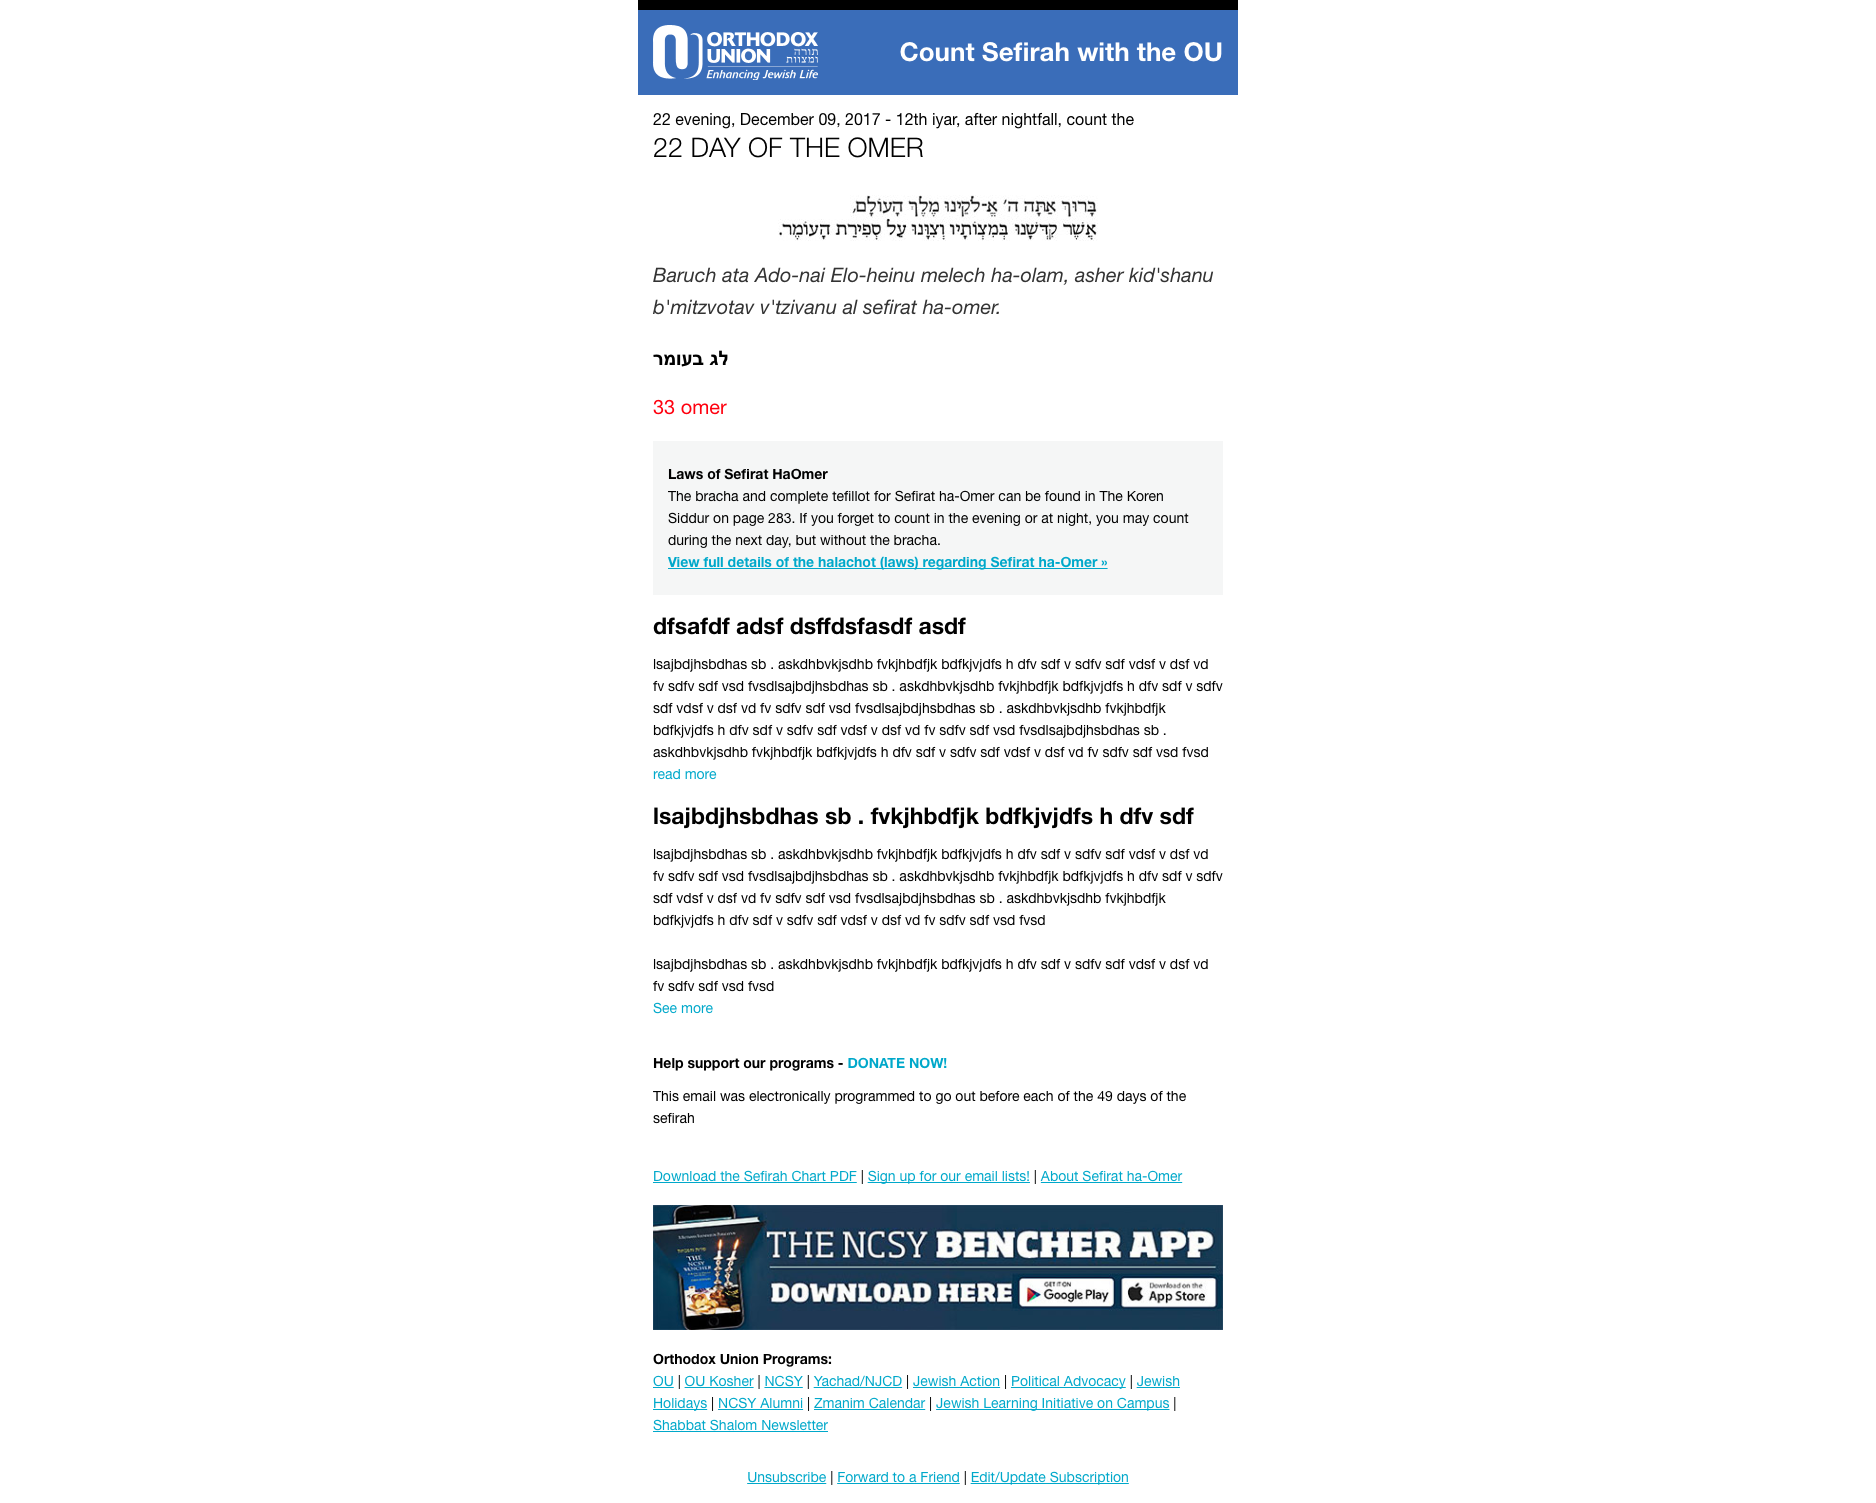 ORTHODOX
UNION
תורה
ומצוות
Enhancing Jewish Life
Count Sefirah with the OU
22 evening, December 09, 2017 - 12th iyar, after nightfall, count the
22 DAY OF THE OMER
בָּרוּךְ אַתָּה ה׳ אֱ-לֹקֵינוּ מֶלֶךְ הָעוֹלָם,
אֲשֶׁר קִדְּשָׁנוּ בְּמִצְוֹתָיו וְצִוָּנוּ עַל סְפִירַת הָעוֹמֶר.
Baruch ata Ado-nai Elo-heinu melech ha-olam, asher kid'shanu
b'mitzvotav v'tzivanu al sefirat ha-omer.
לג בעומר
33 omer
Laws of Sefirat HaOmer
The bracha and complete tefillot for Sefirat ha-Omer can be found in The Koren
Siddur on page 283. If you forget to count in the evening or at night, you may count
during the next day, but without the bracha.
View full details of the halachot (laws) regarding Sefirat ha-Omer »
dfsafdf adsf dsffdsfasdf asdf
lsajbdjhsbdhas sb . askdhbvkjsdhb fvkjhbdfjk bdfkjvjdfs h dfv sdf v sdfv sdf vdsf v dsf vd
fv sdfv sdf vsd fvsdlsajbdjhsbdhas sb . askdhbvkjsdhb fvkjhbdfjk bdfkjvjdfs h dfv sdf v sdfv
sdf vdsf v dsf vd fv sdfv sdf vsd fvsdlsajbdjhsbdhas sb . askdhbvkjsdhb fvkjhbdfjk
bdfkjvjdfs h dfv sdf v sdfv sdf vdsf v dsf vd fv sdfv sdf vsd fvsdlsajbdjhsbdhas sb .
askdhbvkjsdhb fvkjhbdfjk bdfkjvjdfs h dfv sdf v sdfv sdf vdsf v dsf vd fv sdfv sdf vsd fvsd
read more
lsajbdjhsbdhas sb . fvkjhbdfjk bdfkjvjdfs h dfv sdf
lsajbdjhsbdhas sb . askdhbvkjsdhb fvkjhbdfjk bdfkjvjdfs h dfv sdf v sdfv sdf vdsf v dsf vd
fv sdfv sdf vsd fvsdlsajbdjhsbdhas sb . askdhbvkjsdhb fvkjhbdfjk bdfkjvjdfs h dfv sdf v sdfv
sdf vdsf v dsf vd fv sdfv sdf vsd fvsdlsajbdjhsbdhas sb . askdhbvkjsdhb fvkjhbdfjk
bdfkjvjdfs h dfv sdf v sdfv sdf vdsf v dsf vd fv sdfv sdf vsd fvsd
lsajbdjhsbdhas sb . askdhbvkjsdhb fvkjhbdfjk bdfkjvjdfs h dfv sdf v sdfv sdf vdsf v dsf vd
fv sdfv sdf vsd fvsd
See more
Help support our programs - DONATE NOW!
This email was electronically programmed to go out before each of the 49 days of the
sefirah
Download the Sefirah Chart PDF | Sign up for our email lists! | About Sefirat ha-Omer
THE NCSY BENCHER APP
THE
NCSY
BENCHER
DOWNLOAD HERE
GET IT ON
Google Play
Download on the
App Store
Orthodox Union Programs:
OU | OU Kosher | NCSY | Yachad/NJCD | Jewish Action | Political Advocacy | Jewish
Holidays | NCSY Alumni | Zmanim Calendar | Jewish Learning Initiative on Campus |
Shabbat Shalom Newsletter
Unsubscribe | Forward to a Friend | Edit/Update Subscription